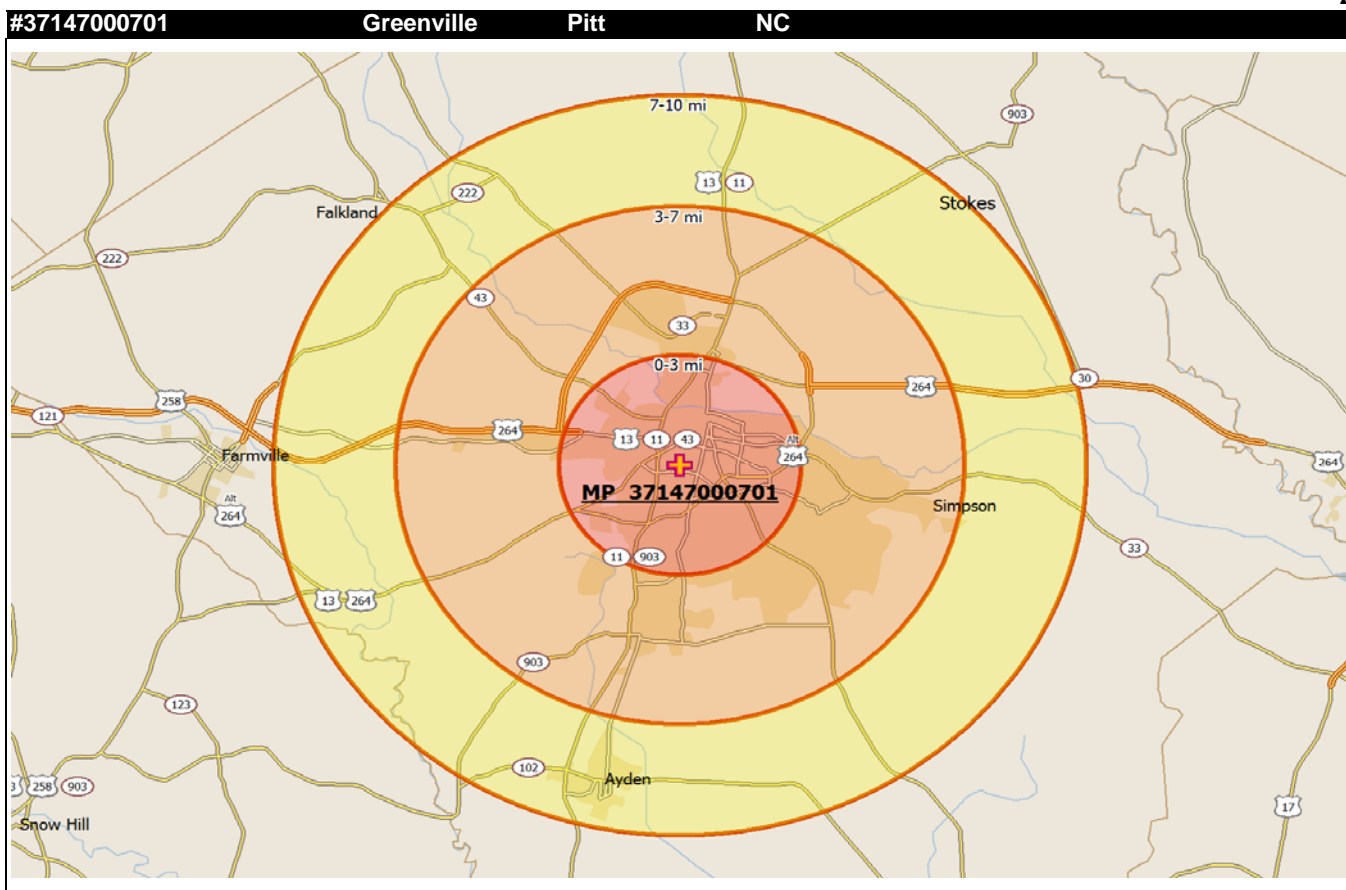 #37147000701 Greenville Pitt NC
7-10 mi
903
13 11
222
Stokes
Falkland
3-7 mi
222
43
33
0-3 mi
30
264
258
121
264
13 11 43
Alt
264
Farmville
264
MP 37147000701
Alt
264
Simpson
33
11 903
13 264
903
123
102
Ayden
258 903
17
Snow Hill